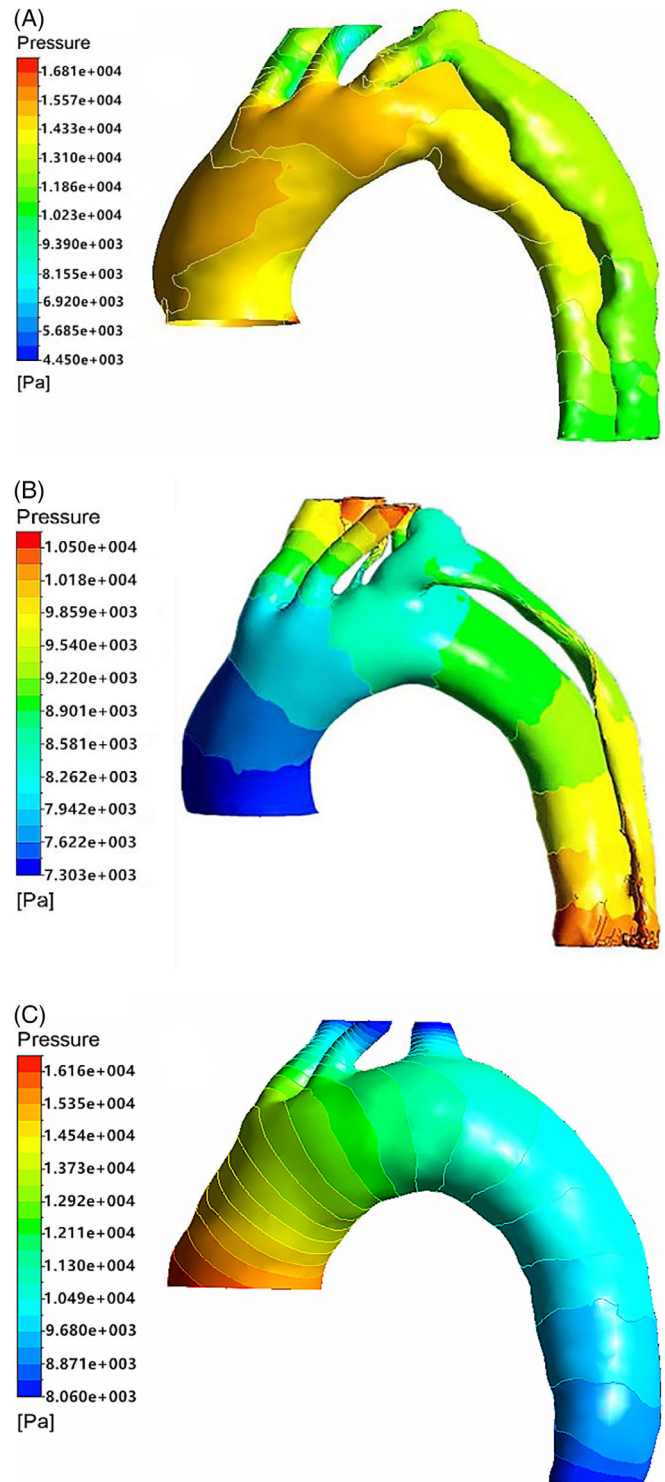 (A)
Pressure
1.681e+004
1.557e+004
1.433e+004
1.310e+004
1.186e+004
1.023e+004
9.390e+003
8.155e+003
6.920e+003
5.685e+003
4.450e+003
[Pa]
(B)
Pressure
1.050e+004
1.018e+004
9.859e+003
9.540e+003
9.220e+003
8.901e+003
8.581e+003
8.262e+003
7.942e+003
7.622e+003
7.303e+003
[Pa]
(C)
Pressure
1.616e+004
1.535e+004
1.454e+004
1.373e+004
1.292e+004
1.211e+004
1.130e+004
1.049e+004
9.680e+003
8.871e+003
8.060e+003
[Pa]